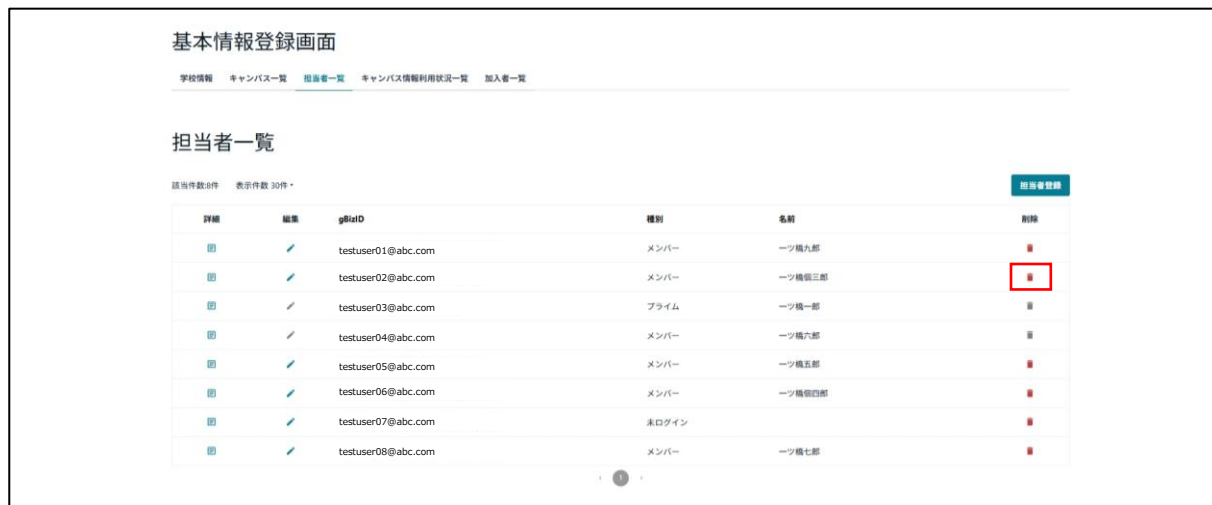 基本情報登録画面
学校情報 キャンパス一覧 担当者一覧 キャンパス情報利用状況一覧 加入者一覧
担当者一覧
該当件数:8件 表示件数 30件
担当者登録
詳細 編集 gBizID 種別 名前 削除
testuser01@abc.com メンバー 一ツ橋九郎
testuser02@abc.com メンバー 一ツ橋個三郎
testuser03@abc.com プライム 一ツ橋一郎
testuser04@abc.com メンバー 一ツ橋六郎
testuser05@abc.com メンバー 一ツ橋五郎
testuser06@abc.com メンバー 一ツ橋個四郎
testuser07@abc.com 未ログイン
testuser08@abc.com メンバー 一ツ橋七郎
‹ 1 ›